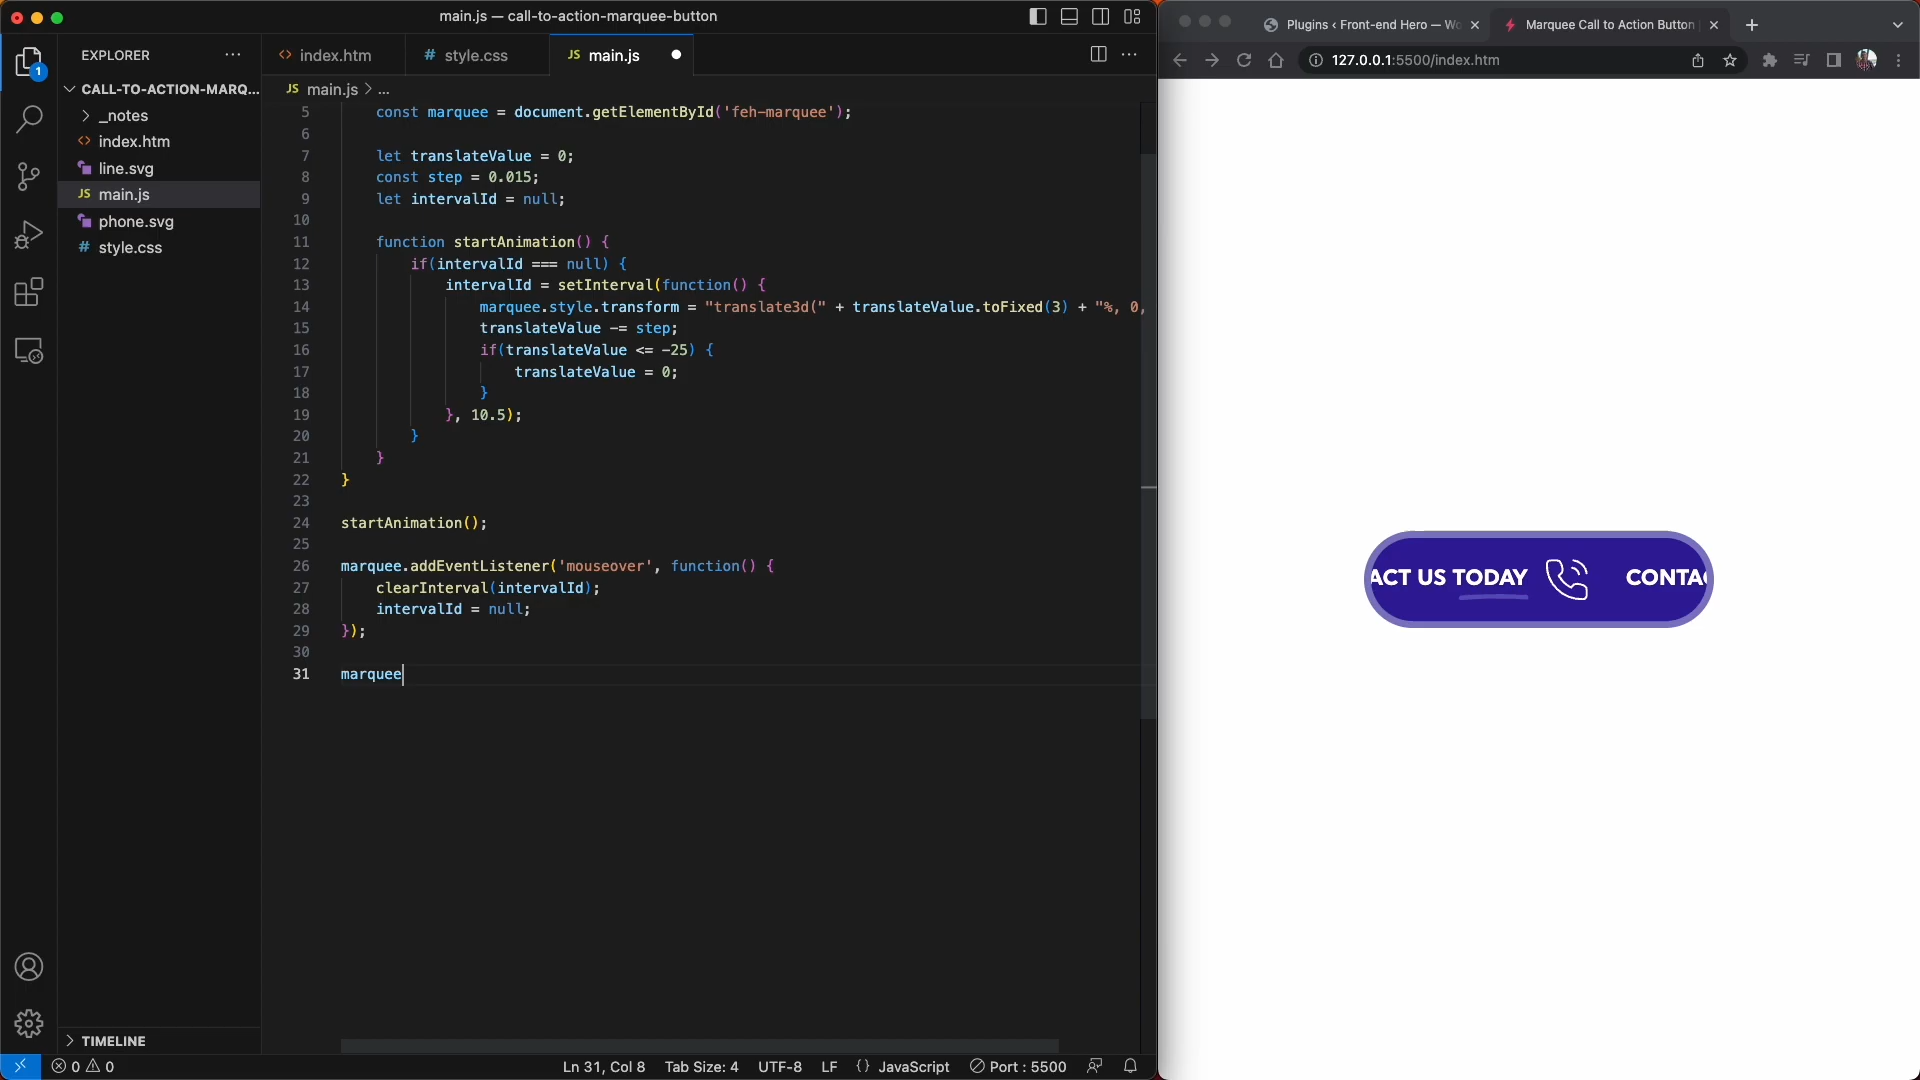 main.js — call-to-action-marquee-button
EXPLORER
1
CALL-TO-ACTION-MARQ...
_notes
index.htm
line.svg
JS main.js
phone.svg
# style.css
TIMELINE
index.htm
# style.css
JS main.js
JS main.js > ...
5 const marquee = document.getElementById('feh-marquee');
6
7 let translateValue = 0;
8 const step = 0.015;
9 let intervalId = null;
10
11 function startAnimation() {
12 if(intervalId === null) {
13 intervalId = setInterval(function() {
14 marquee.style.transform = "translate3d(" + translateValue.toFixed(3) + "%, 0,
15 translateValue -= step;
16 if(translateValue <= -25) {
17 translateValue = 0;
18 }
19 }, 10.5);
20 }
21 }
22 }
23
24 startAnimation();
25
26 marquee.addEventListener('mouseover', function() {
27 clearInterval(intervalId);
28 intervalId = null;
29 });
30
31 marquee
0 0
Ln 31, Col 8 Tab Size: 4 UTF-8 LF {} JavaScript Port : 5500
Plugins ‹ Front-end Hero — Wo
Marquee Call to Action Button
127.0.0.1:5500/index.htm
ACT US TODAY CONTAC